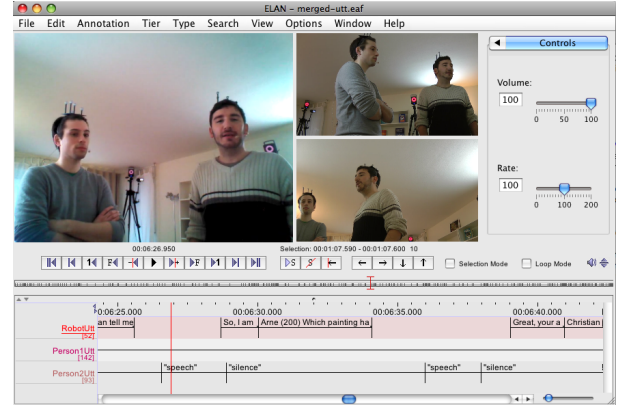 ELAN – merged-utt.eaf
File Edit Annotation Tier Type Search View Options Window Help
Controls
Volume:
100
0 50 100
Rate:
100
0 100 200
00:06:26.950
Selection: 00:01:07.590 - 00:01:07.600 10
Selection Mode
Loop Mode
0:06:25.000 00:06:30.000 00:06:35.000 00:06:40.000
RobotUtt
[52]
an tell me
So, I am
Arne (200) Which painting ha
Great, your a
Christian
Person1Utt
[142]
Person2Utt
[93]
"speech"
"silence"
"speech"
"silence"